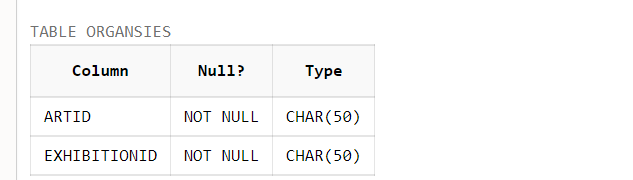 TABLE ORGANSIES
Column Null? Type
ARTID NOT NULL CHAR(50)
EXHIBITIONID NOT NULL CHAR(50)